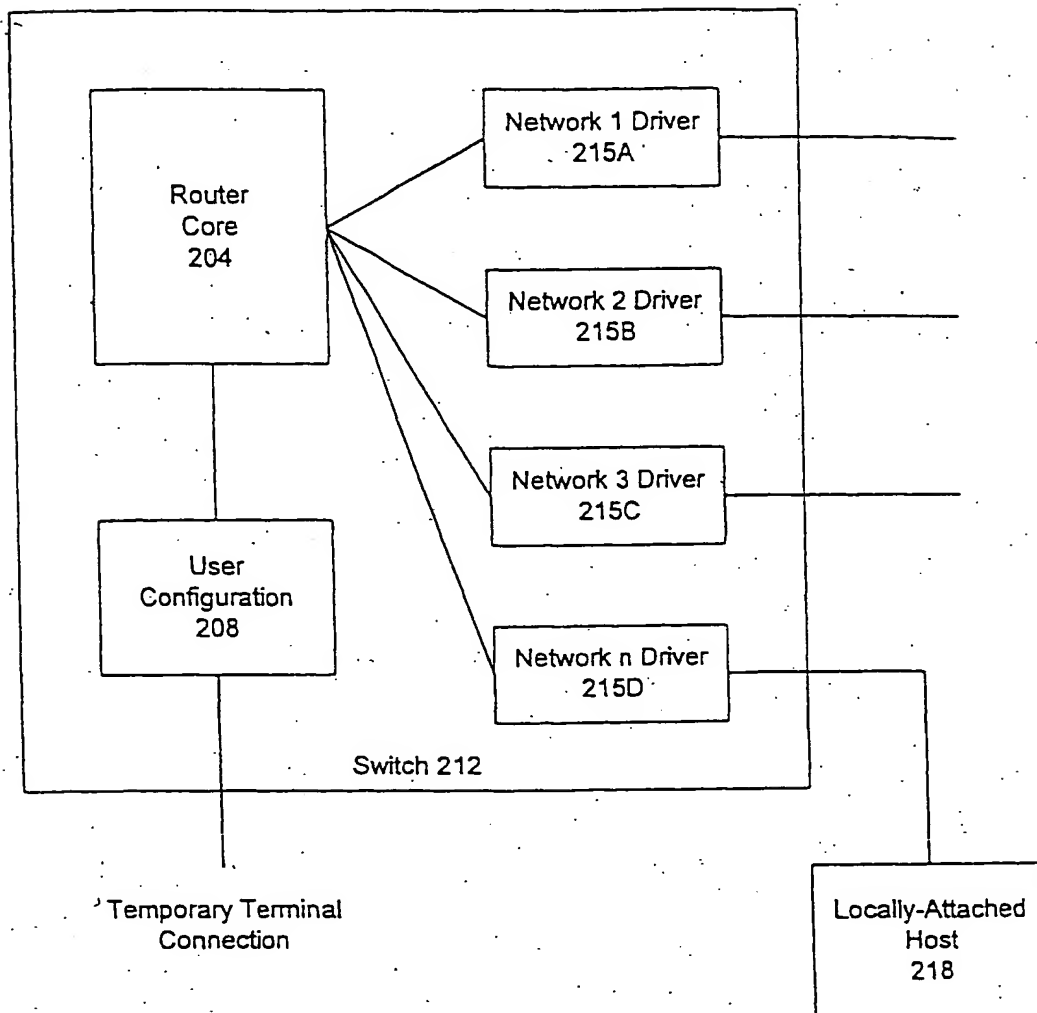 Network 1 Driver
215A
Router
Core
204
Network 2 Driver
215B
Network 3 Driver
215C
User
Configuration
208
Network n Driver
215D
Switch 212
Temporary Terminal
Connection
Locally-Attached
Host
218